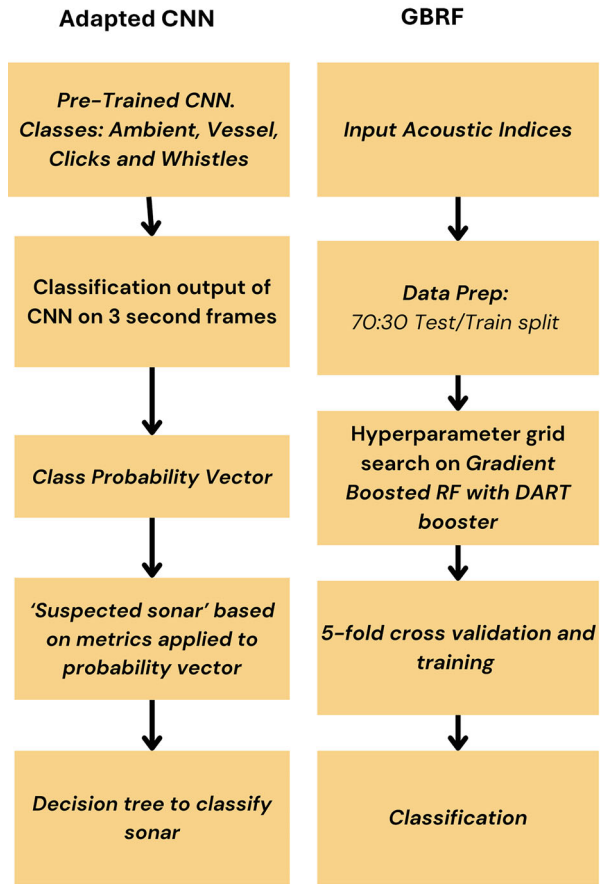 Adapted CNN
Pre-Trained CNN.
Classes: Ambient, Vessel,
Clicks and Whistles
Classification output of
CNN on 3 second frames
Class Probability Vector
‘Suspected sonar’ based
on metrics applied to
probability vector
Decision tree to classify
sonar
GBRF
Input Acoustic Indices
Data Prep:
70:30 Test/Train split
Hyperparameter grid
search on Gradient
Boosted RF with DART
booster
5-fold cross validation and
training
Classification